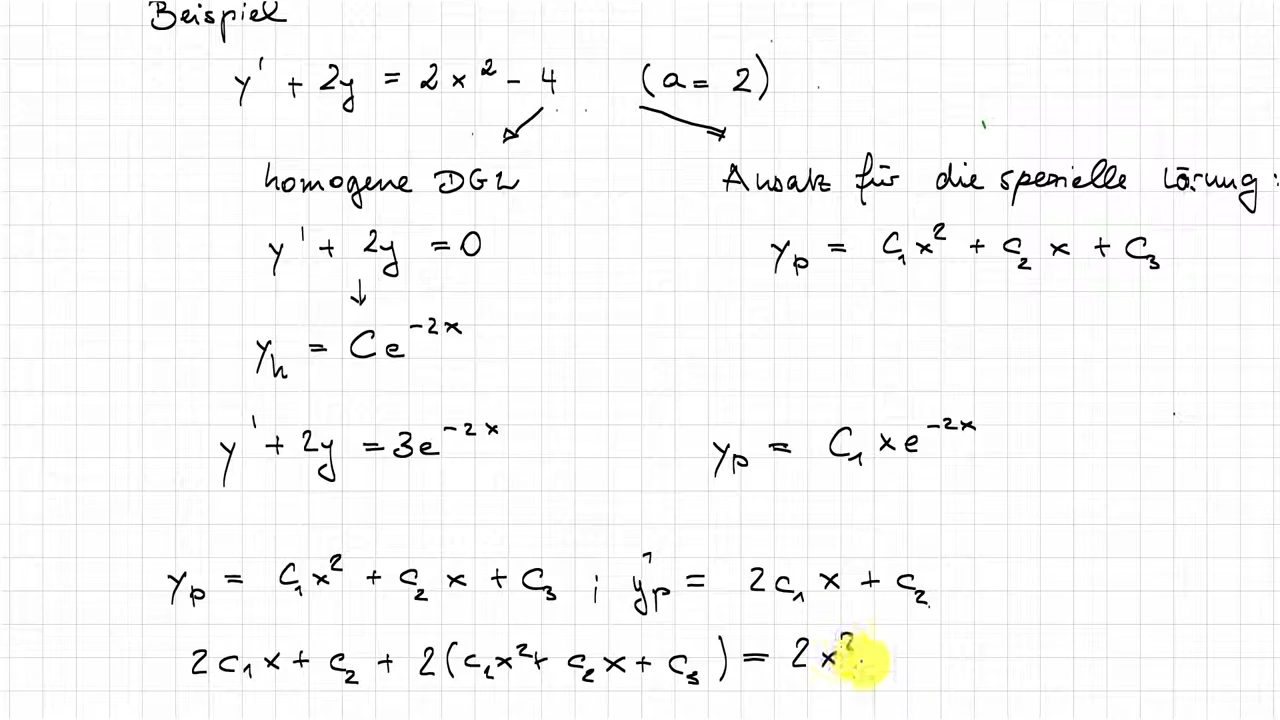 Beispiel
y' + 2y = 2x² - 4 (a = 2)
homogene DGL Ansatz für die spezielle Lösung:
y' + 2y = 0 yₚ = C₁x² + C₂x + C₃
↓
yₕ = Ce⁻²ˣ
y' + 2y = 3e⁻²ˣ yₚ = C₁xe⁻²ˣ
yₚ = C₁x² + C₂x + C₃ ; y'ₚ = 2C₁x + C₂
2C₁x + C₂ + 2(C₁x² + C₂x + C₃) = 2x²